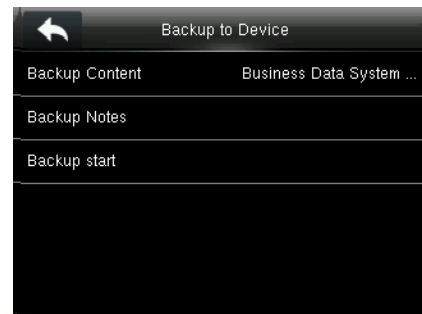 Backup to Device
Backup Content Business Data System ...
Backup Notes
Backup start